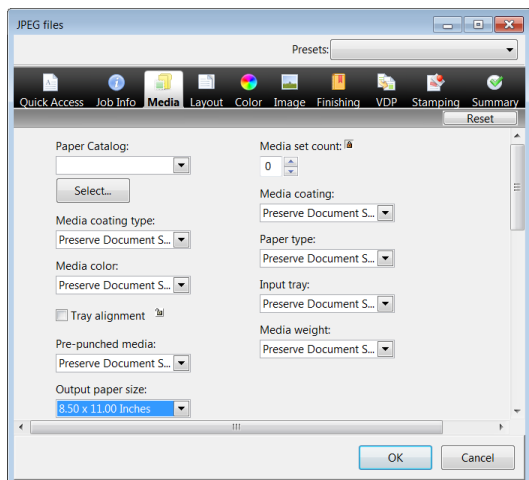 JPEG files
Presets:
Quick Access Job Info Media Layout Color Image Finishing VDP Stamping Summary
Reset
Paper Catalog:
Select...
Media coating type:
Preserve Document S...
Media color:
Preserve Document S...
Tray alignment
Pre-punched media:
Preserve Document S...
Output paper size:
8.50 x 11.00 Inches
Media set count:
0
Media coating:
Preserve Document S...
Paper type:
Preserve Document S...
Input tray:
Preserve Document S...
Media weight:
Preserve Document S...
OK Cancel